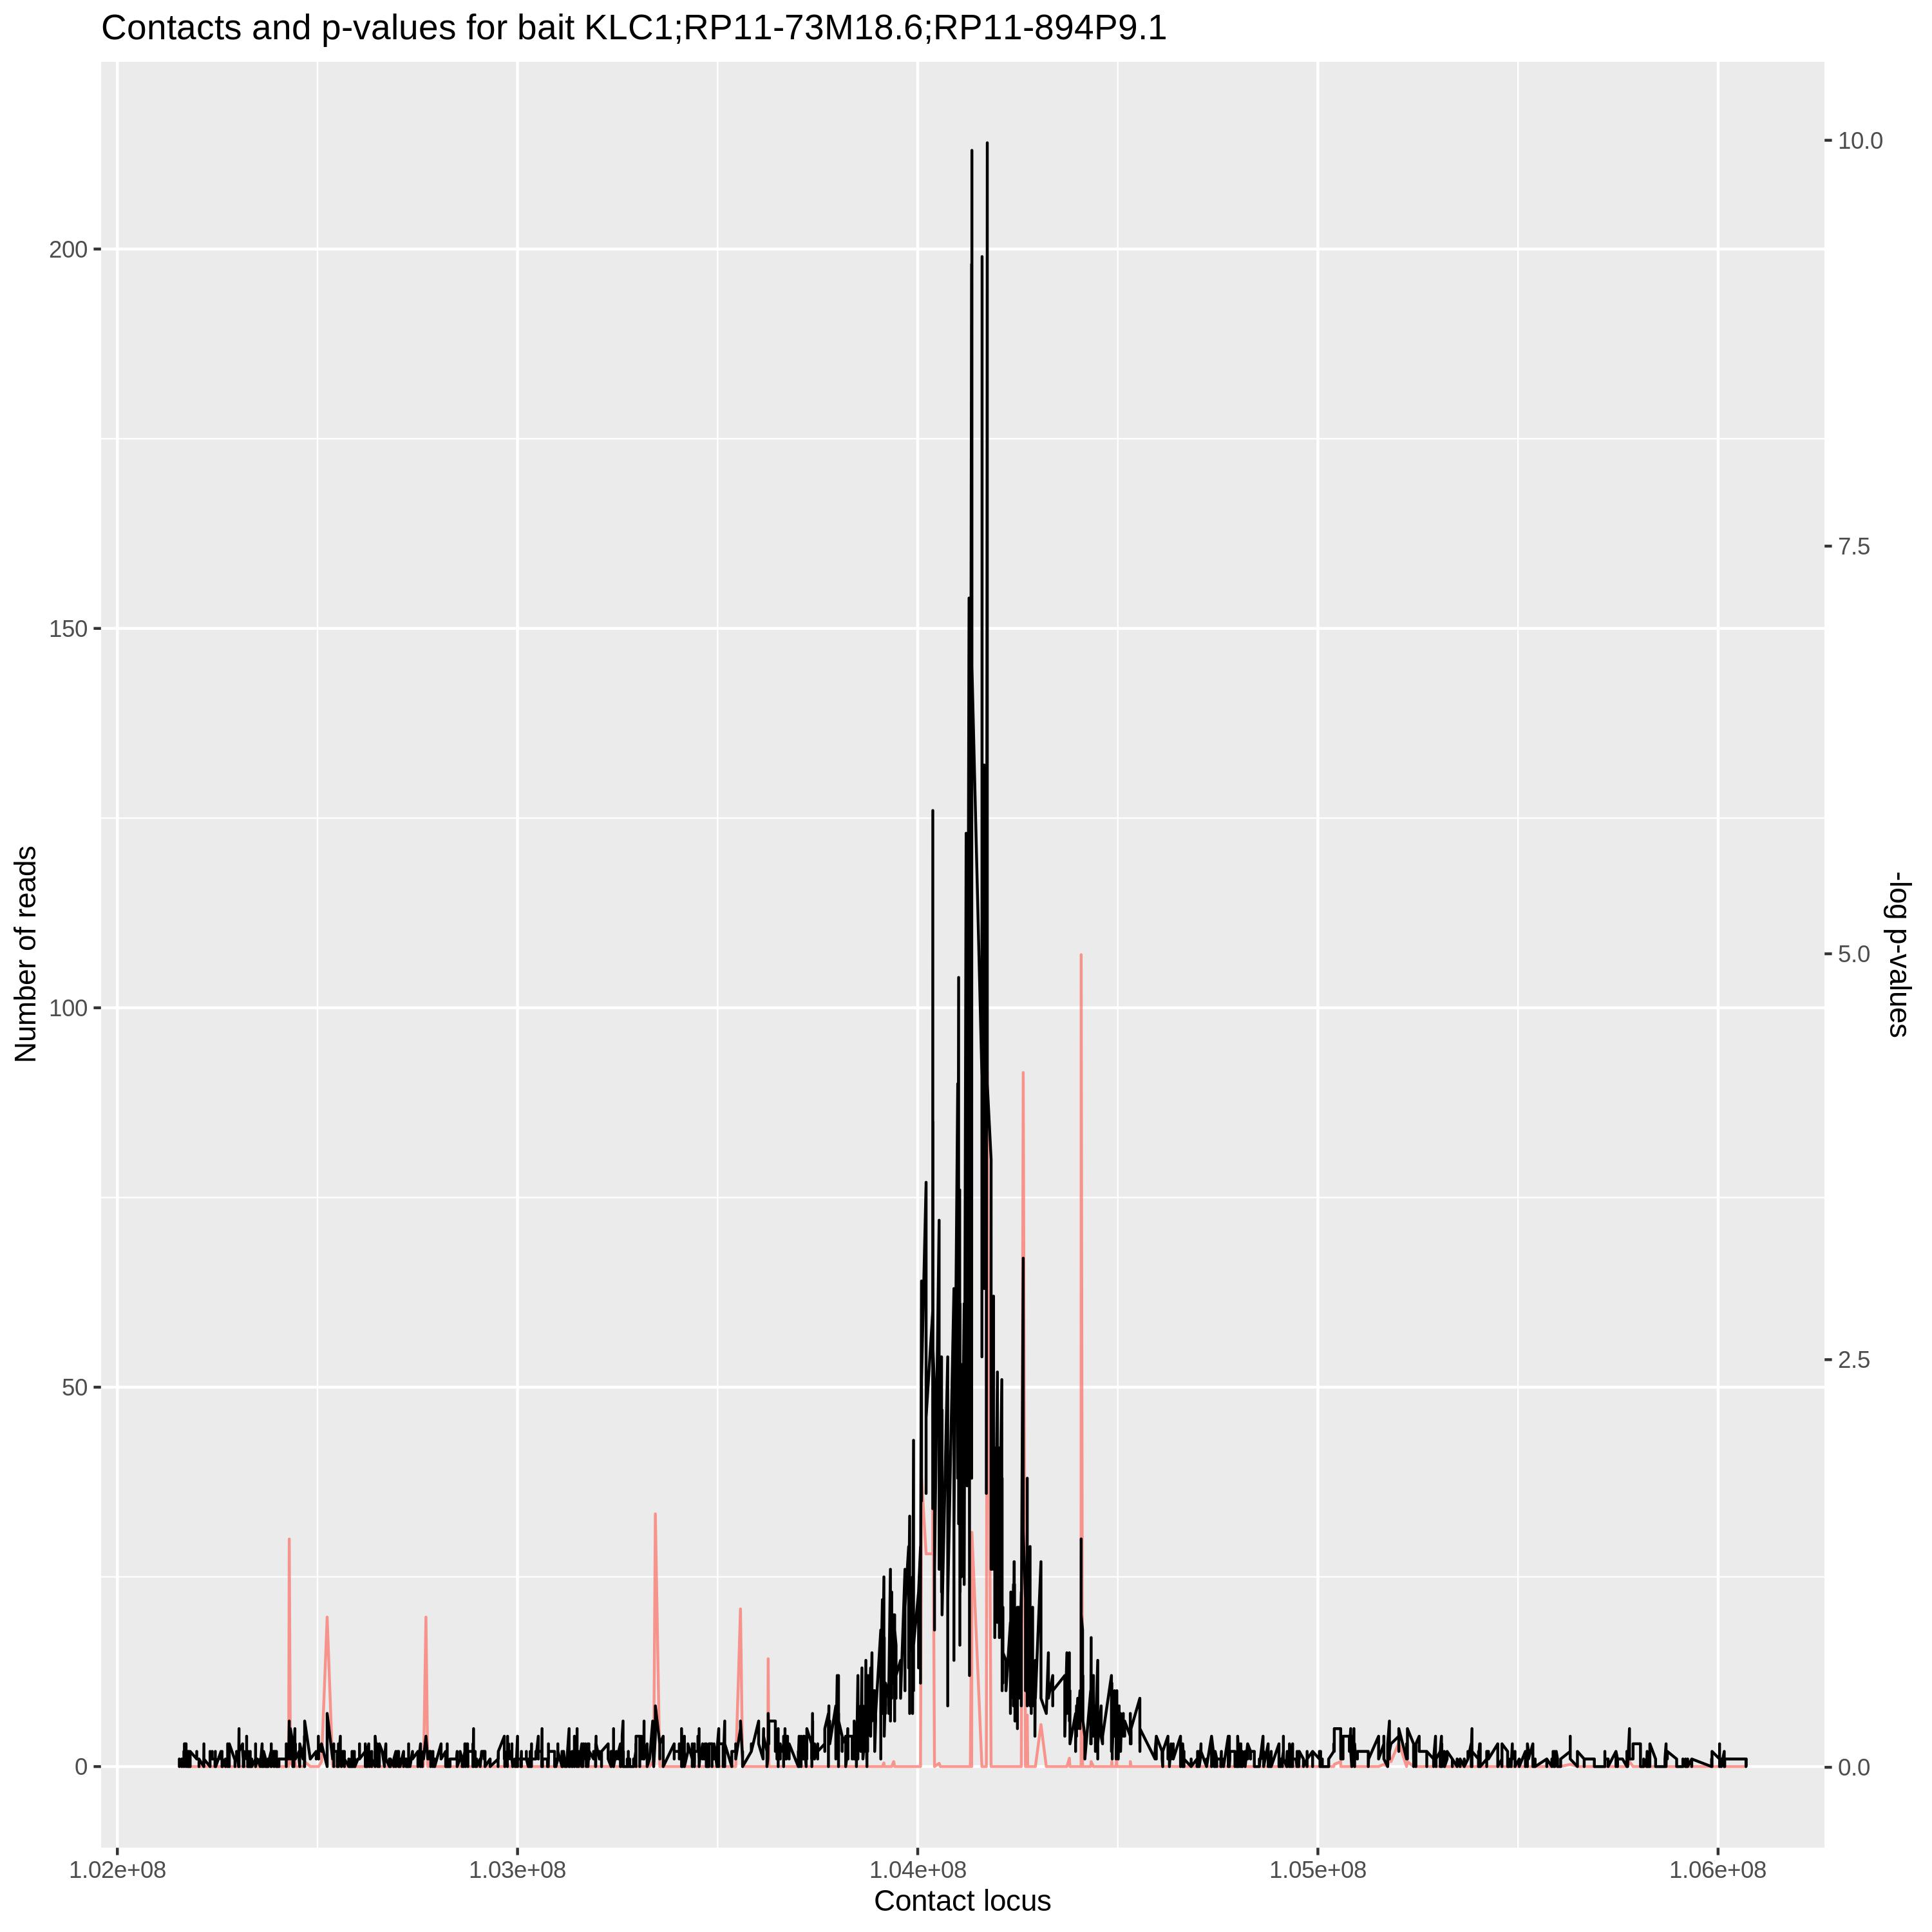 Contacts and p-values for bait KLC1;RP11-73M18.6;RP11-894P9.1
Number of reads
200
150
100
50
0
10.0
7.5
5.0
2.5
0.0
-log p-values
1.02e+08
1.03e+08
1.04e+08
1.05e+08
1.06e+08
Contact locus